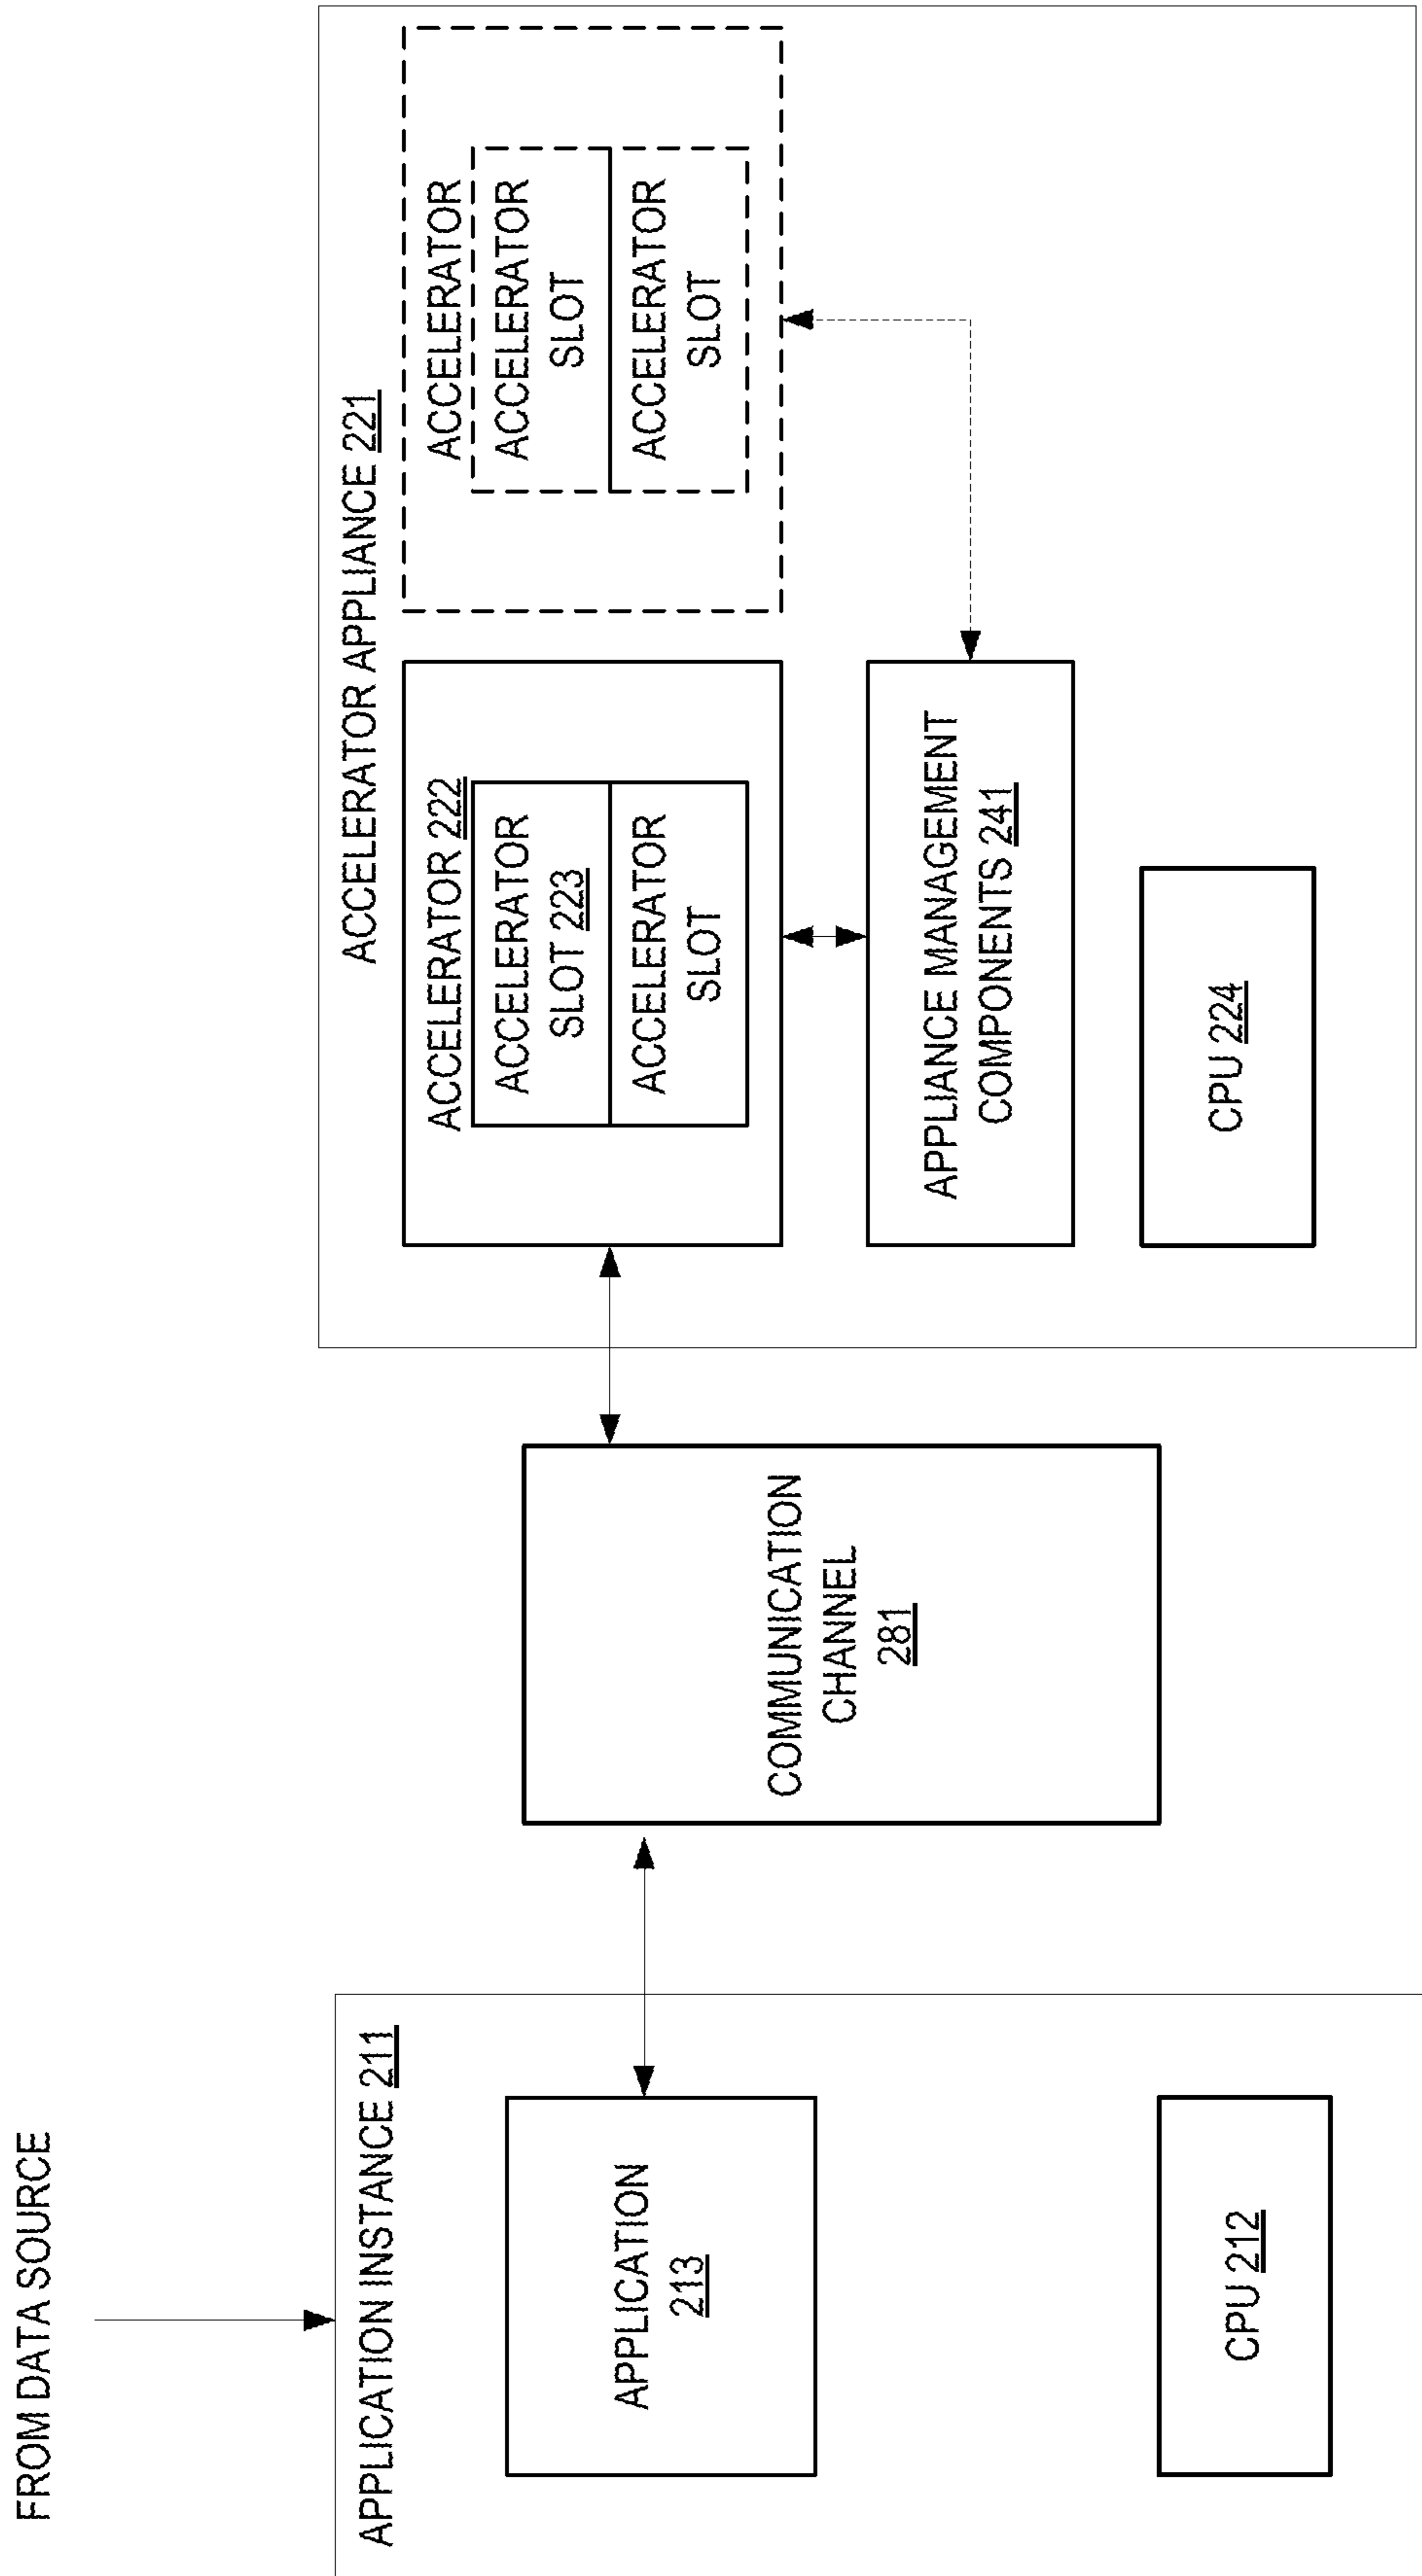 FROM DATA SOURCE
APPLICATION INSTANCE 211
APPLICATION
213
CPU 212
COMMUNICATION
CHANNEL
281
ACCELERATOR APPLIANCE 221
ACCELERATOR 222
ACCELERATOR
SLOT 223
ACCELERATOR
SLOT
ACCELERATOR
ACCELERATOR
SLOT
ACCELERATOR
SLOT
APPLIANCE MANAGEMENT
COMPONENTS 241
CPU 224